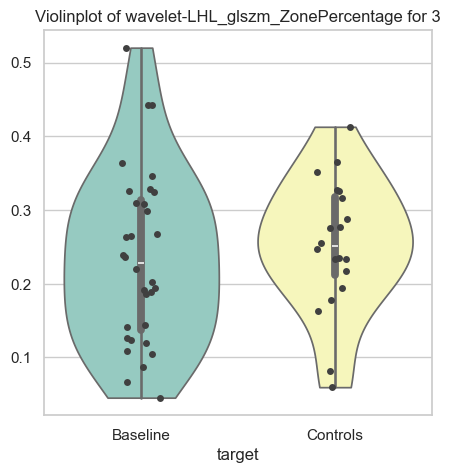 Violinplot of wavelet-LHL_glszm_ZonePercentage for 3
0.5
0.4
0.3
0.2
0.1
Baseline Controls
target